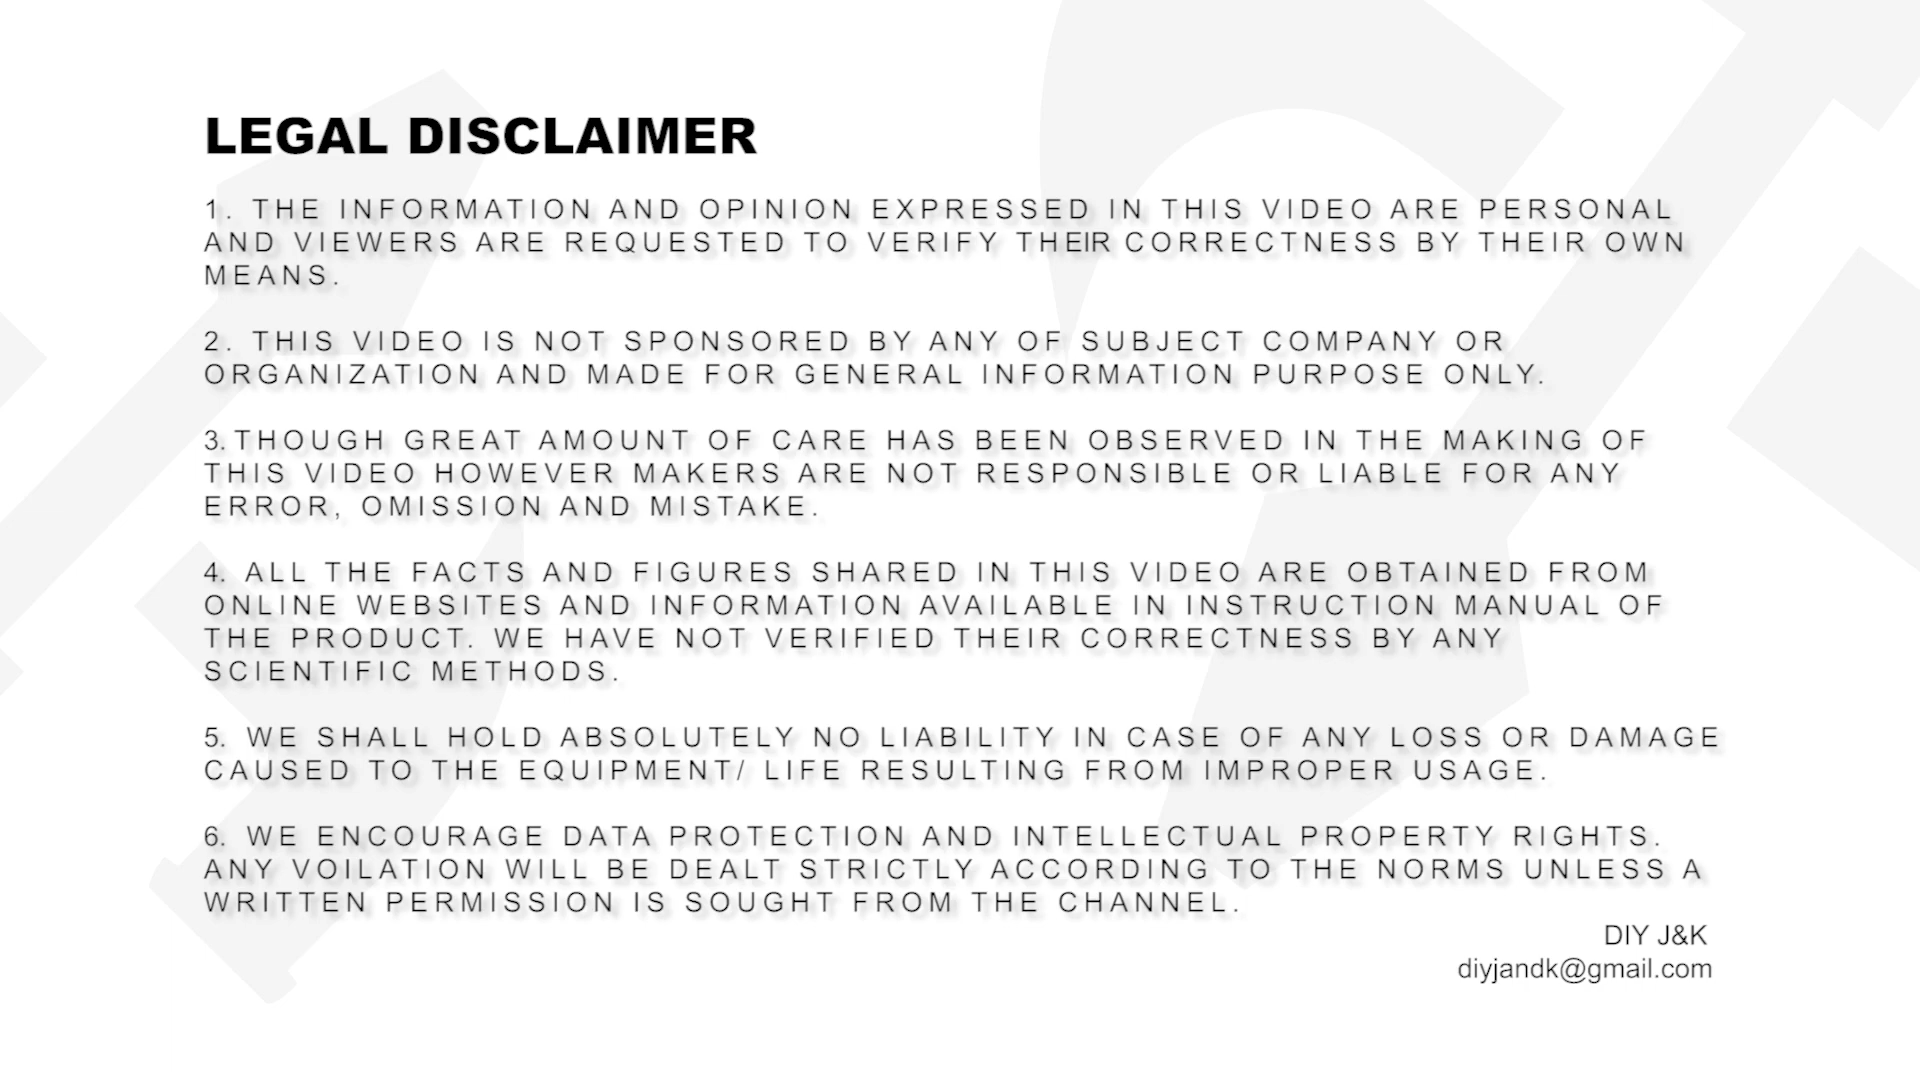 LEGAL DISCLAIMER
1. THE INFORMATION AND OPINION EXPRESSED IN THIS VIDEO ARE PERSONAL
AND VIEWERS ARE REQUESTED TO VERIFY THEIR CORRECTNESS BY THEIR OWN
MEANS.
2. THIS VIDEO IS NOT SPONSORED BY ANY OF SUBJECT COMPANY OR
ORGANIZATION AND MADE FOR GENERAL INFORMATION PURPOSE ONLY.
3. THOUGH GREAT AMOUNT OF CARE HAS BEEN OBSERVED IN THE MAKING OF
THIS VIDEO HOWEVER MAKERS ARE NOT RESPONSIBLE OR LIABLE FOR ANY
ERROR, OMISSION AND MISTAKE.
4. ALL THE FACTS AND FIGURES SHARED IN THIS VIDEO ARE OBTAINED FROM
ONLINE WEBSITES AND INFORMATION AVAILABLE IN INSTRUCTION MANUAL OF
THE PRODUCT. WE HAVE NOT VERIFIED THEIR CORRECTNESS BY ANY
SCIENTIFIC METHODS.
5. WE SHALL HOLD ABSOLUTELY NO LIABILITY IN CASE OF ANY LOSS OR DAMAGE
CAUSED TO THE EQUIPMENT/ LIFE RESULTING FROM IMPROPER USAGE.
6. WE ENCOURAGE DATA PROTECTION AND INTELLECTUAL PROPERTY RIGHTS.
ANY VOILATION WILL BE DEALT STRICTLY ACCORDING TO THE NORMS UNLESS A
WRITTEN PERMISSION IS SOUGHT FROM THE CHANNEL.
DIY J&K
diyjandk@gmail.com